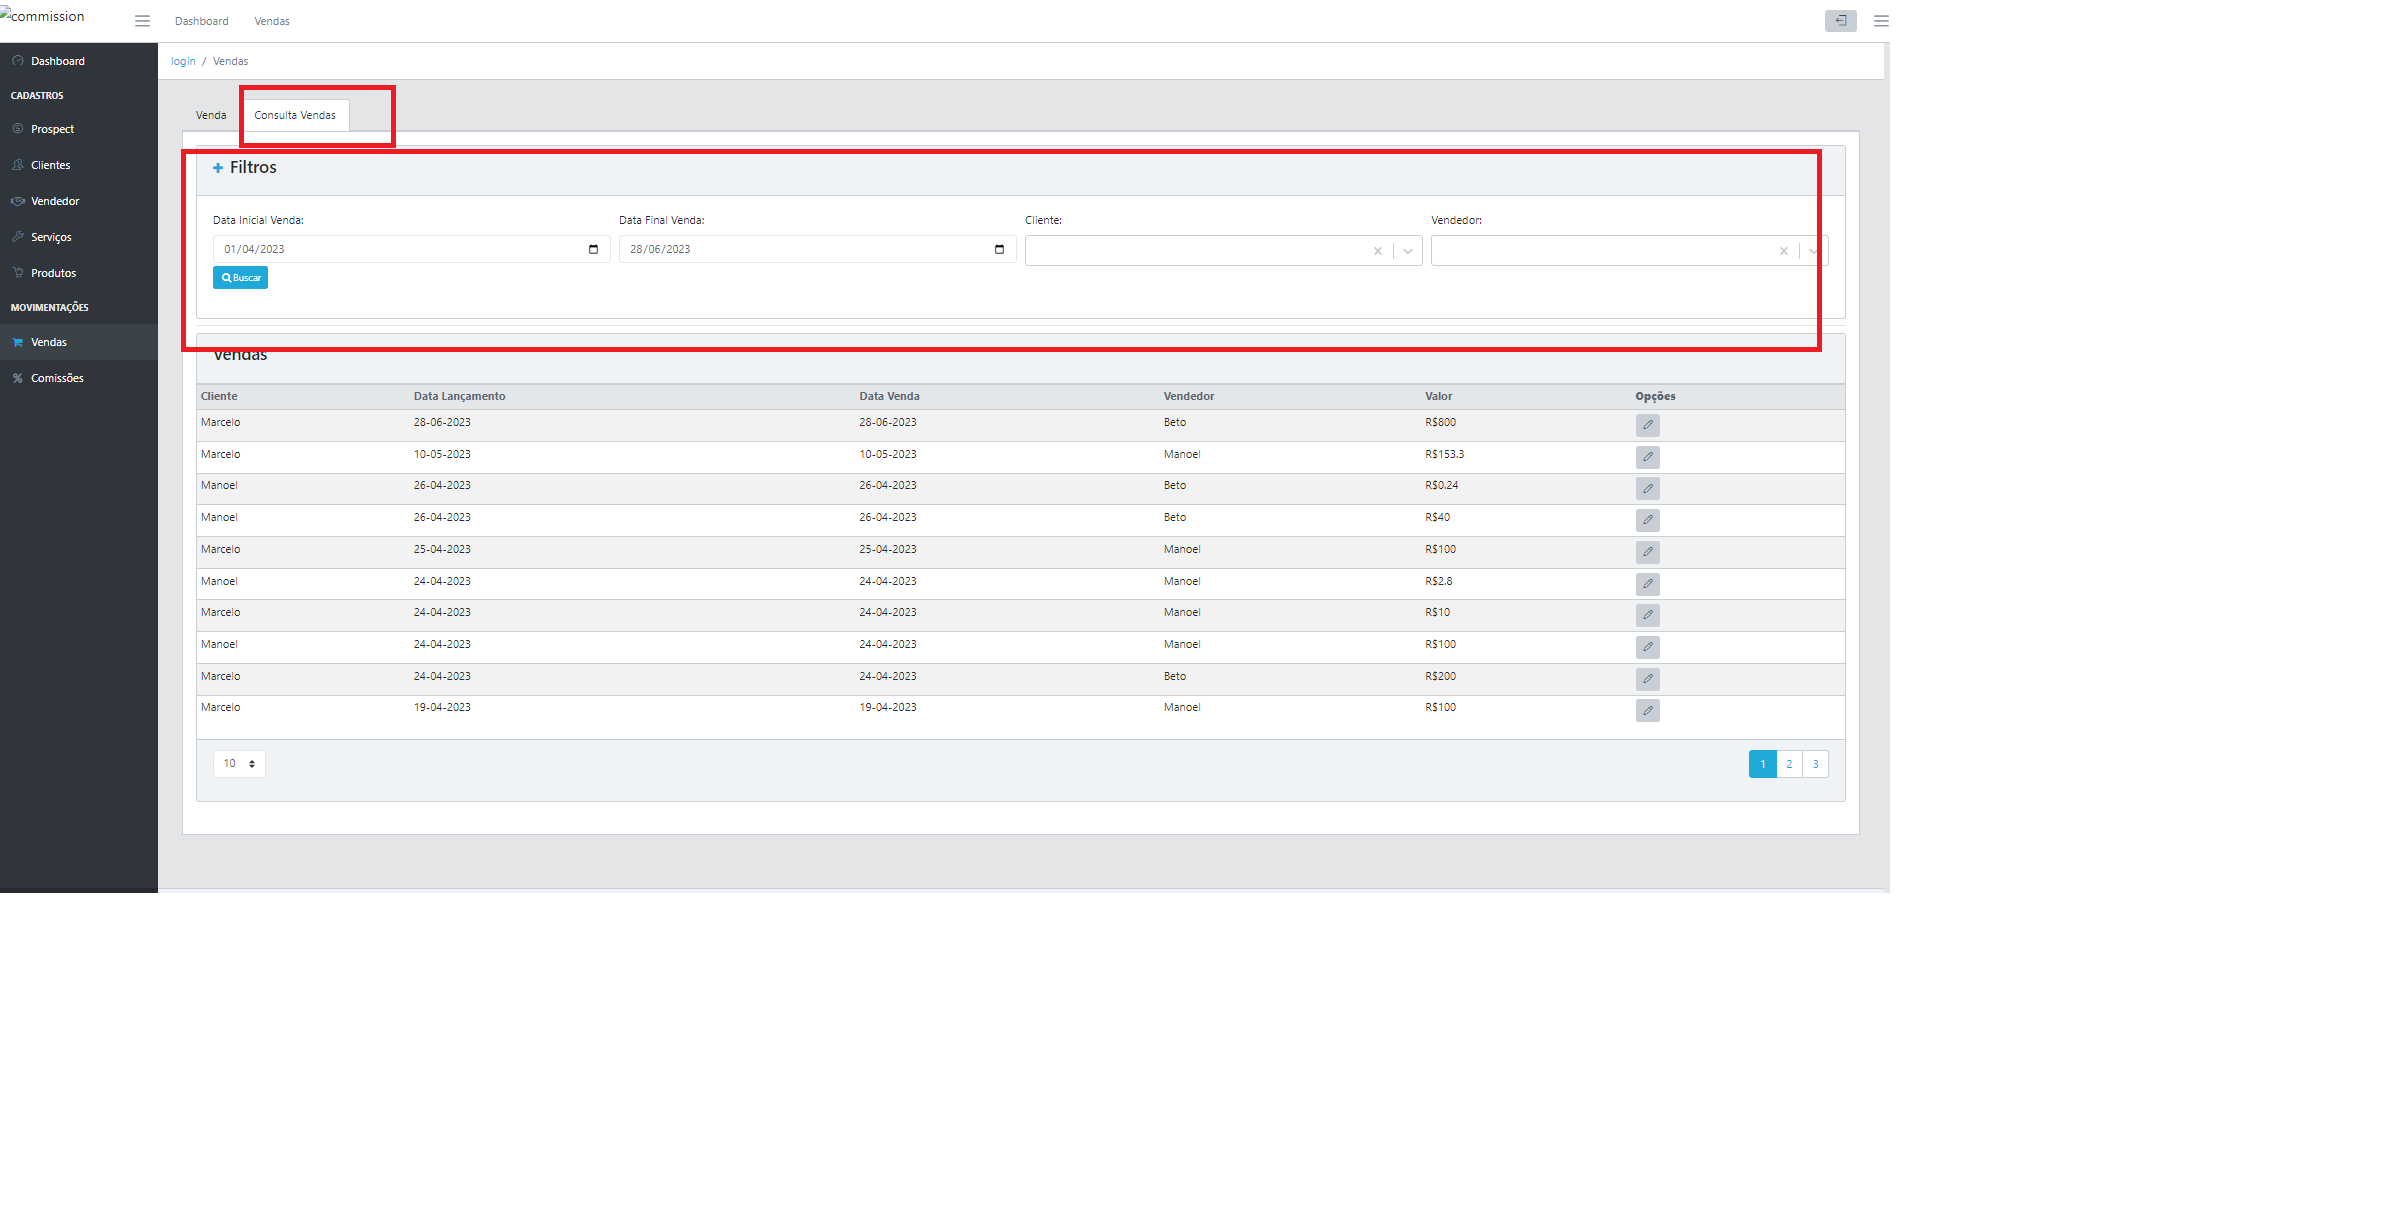 commission
Dashboard Vendas
login / Vendas
Dashboard
CADASTROS
Prospect
Clientes
Vendedor
Serviços
Produtos
MOVIMENTAÇÕES
Vendas
Comissões
Venda Consulta Vendas
Filtros
Data Inicial Venda: Data Final Venda: Cliente: Vendedor:
01/04/2023 28/06/2023
Buscar
Vendas
Cliente Data Lançamento Data Venda Vendedor Valor Opções
Marcelo 28-06-2023 28-06-2023 Beto R$800
Marcelo 10-05-2023 10-05-2023 Manoel R$153.3
Manoel 26-04-2023 26-04-2023 Beto R$0.24
Manoel 26-04-2023 26-04-2023 Beto R$40
Marcelo 25-04-2023 25-04-2023 Manoel R$100
Manoel 24-04-2023 24-04-2023 Manoel R$2.8
Marcelo 24-04-2023 24-04-2023 Manoel R$10
Manoel 24-04-2023 24-04-2023 Manoel R$100
Marcelo 24-04-2023 24-04-2023 Beto R$200
Marcelo 19-04-2023 19-04-2023 Manoel R$100
10 1 2 3